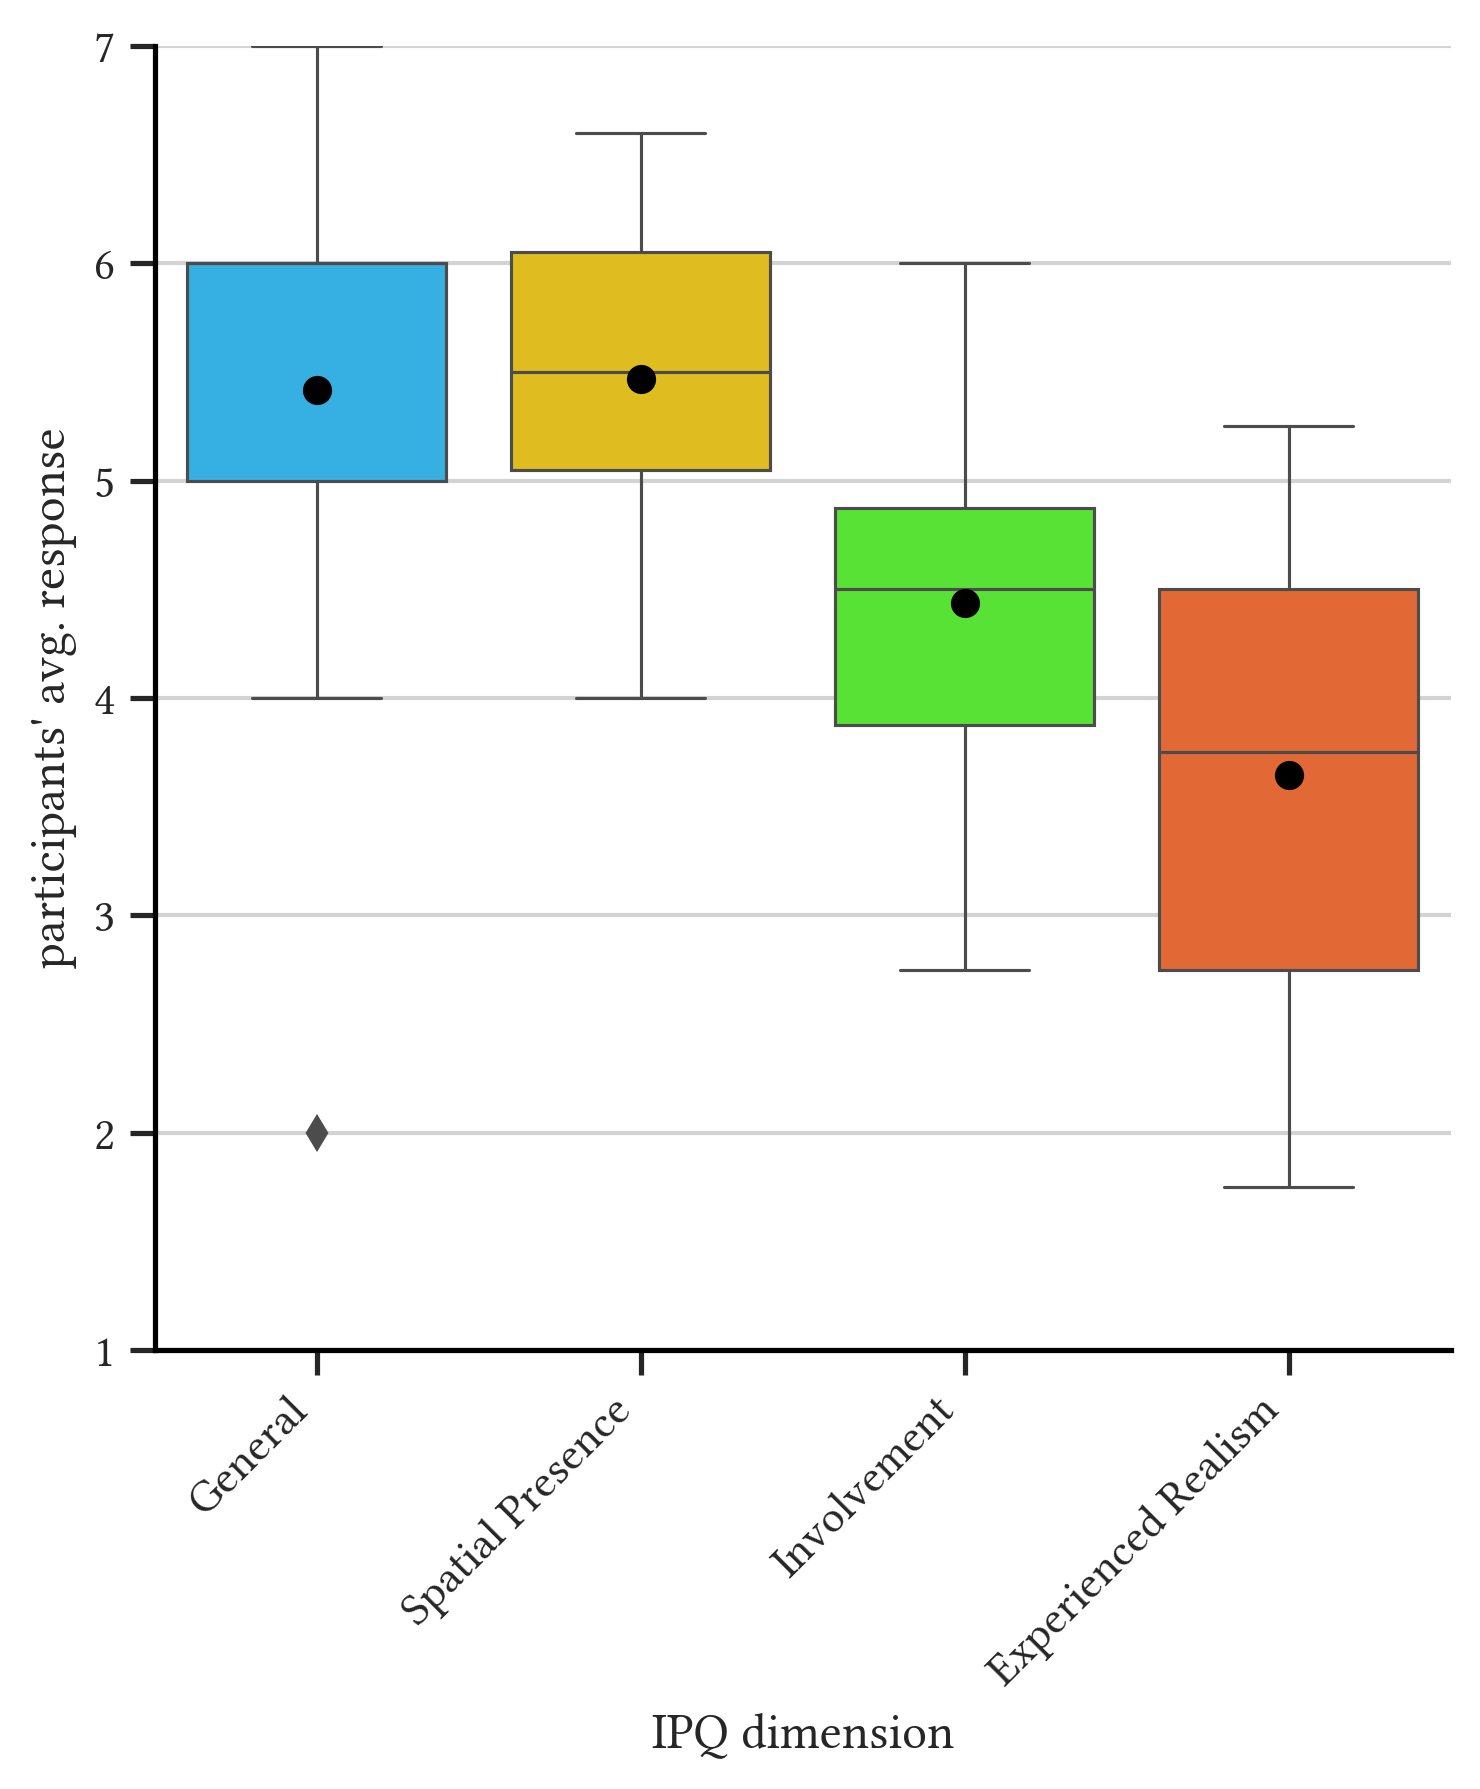 participants' avg. response
7
6
5
4
3
2
1
General
Spatial Presence
Involvement
Experienced Realism
IPQ dimension